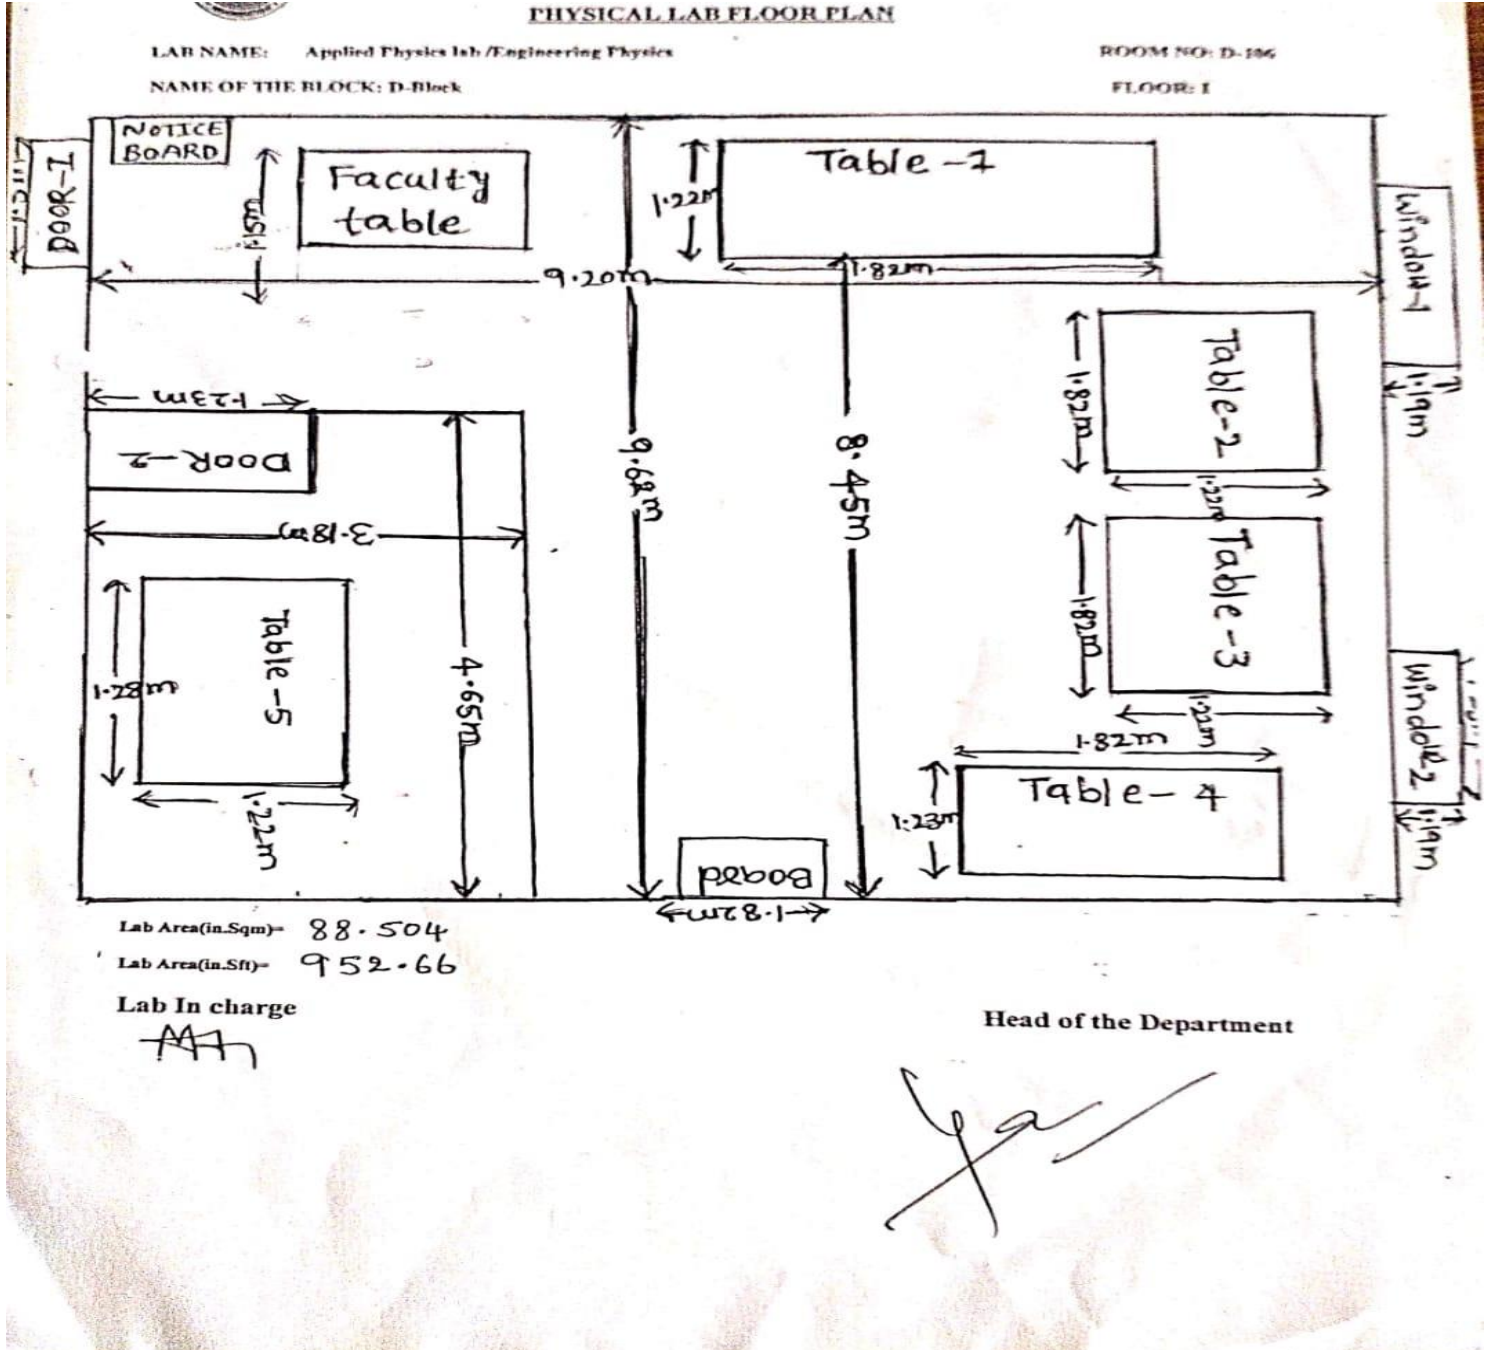 PHYSICAL LAB FLOOR PLAN
LAB NAME: Applied Physics lab /Engineering Physics
ROOM NO: D-106
NAME OF THE BLOCK: D-Block
FLOOR: I
NOTICE
BOARD
DOOR-1
Faculty
table
1.51m
Table-1
1.22m
1.82m
9.20m
Window-1
1.19m
Table-2
1.82m
1.22m
1.23m
DOOR-2
3.18m
9.62m
8.45m
Table-3
1.82m
1.22m
Table-5
1.28m
1.22m
4.65m
Window-2
1.19m
1.82m
Table-4
1.23m
Board
1.82m
Lab Area(in.Sqm)= 88.504
Lab Area(in.Sft)= 952.66
Lab In charge
Head of the Department